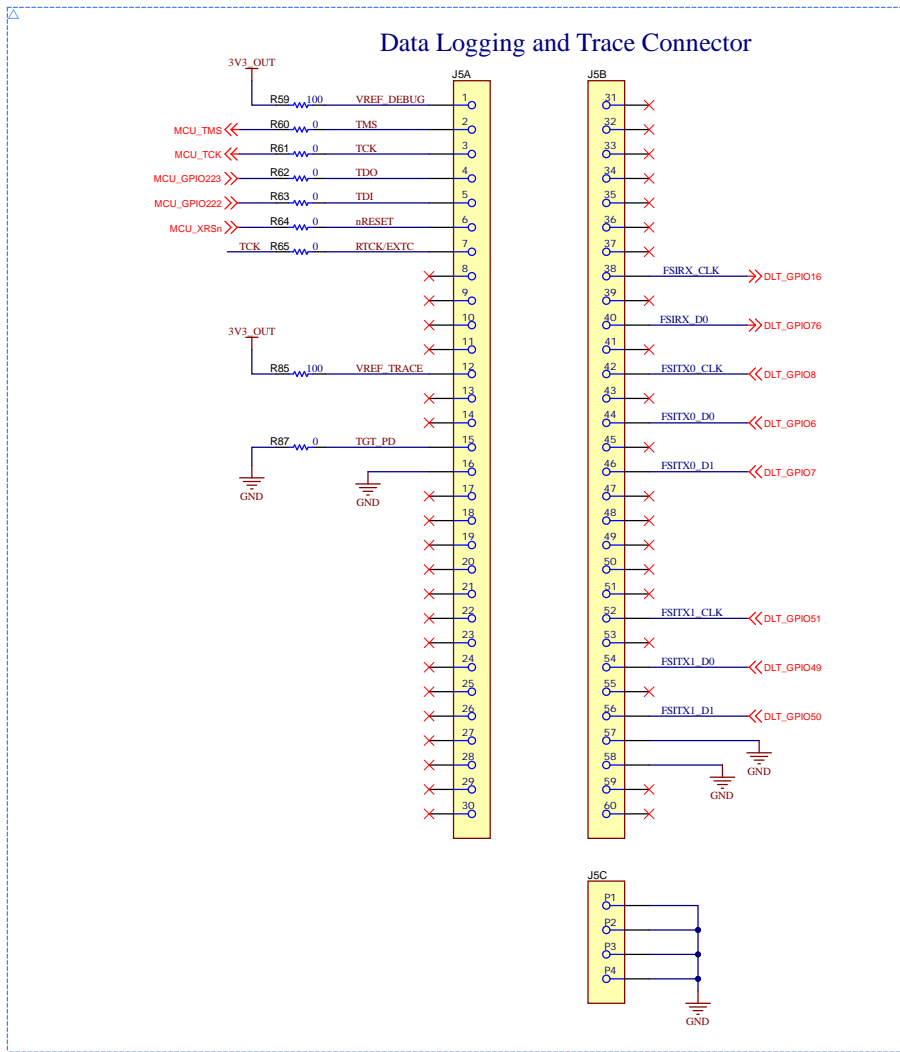 Data Logging and Trace Connector
3V3_OUT
J5A
R59 100 VREF_DEBUG 1
MCU_TMS R60 0 TMS 2
MCU_TCK R61 0 TCK 3
MCU_GPIO223 R62 0 TDO 4
MCU_GPIO222 R63 0 TDI 5
MCU_XRSn R64 0 nRESET 6
TCK R65 0 RTCK/EXTC 7
8
9
10
3V3_OUT
11
R85 100 VREF_TRACE 12
13
14
R87 0 TGT_PD 15
16
GND
GND
17
18
19
20
21
22
23
24
25
26
27
28
29
30
J5B
31
32
33
34
35
36
37
38 FSIRX_CLK DLT_GPIO16
39
40 FSIRX_D0 DLT_GPIO76
41
42 FSITX0_CLK DLT_GPIO8
43
44 FSITX0_D0 DLT_GPIO6
45
46 FSITX0_D1 DLT_GPIO7
47
48
49
50
51
52 FSITX1_CLK DLT_GPIO51
53
54 FSITX1_D0 DLT_GPIO49
55
56 FSITX1_D1 DLT_GPIO50
57
58
GND
59
GND
60
J5C
P1
P2
P3
P4
GND